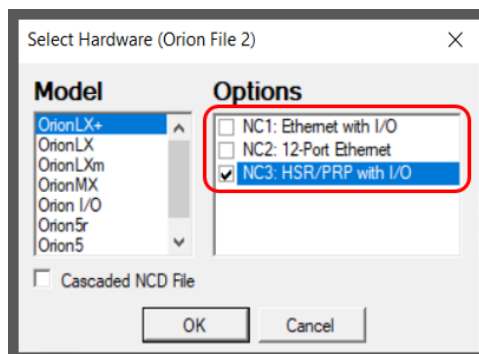 Select Hardware (Orion File 2)
Model
OrionLX+
OrionLX
OrionLXm
OrionMX
Orion I/O
Orion5r
Orion5
Options
NC1: Ethernet with I/O
NC2: 12-Port Ethernet
NC3: HSR/PRP with I/O
Cascaded NCD File
OK
Cancel